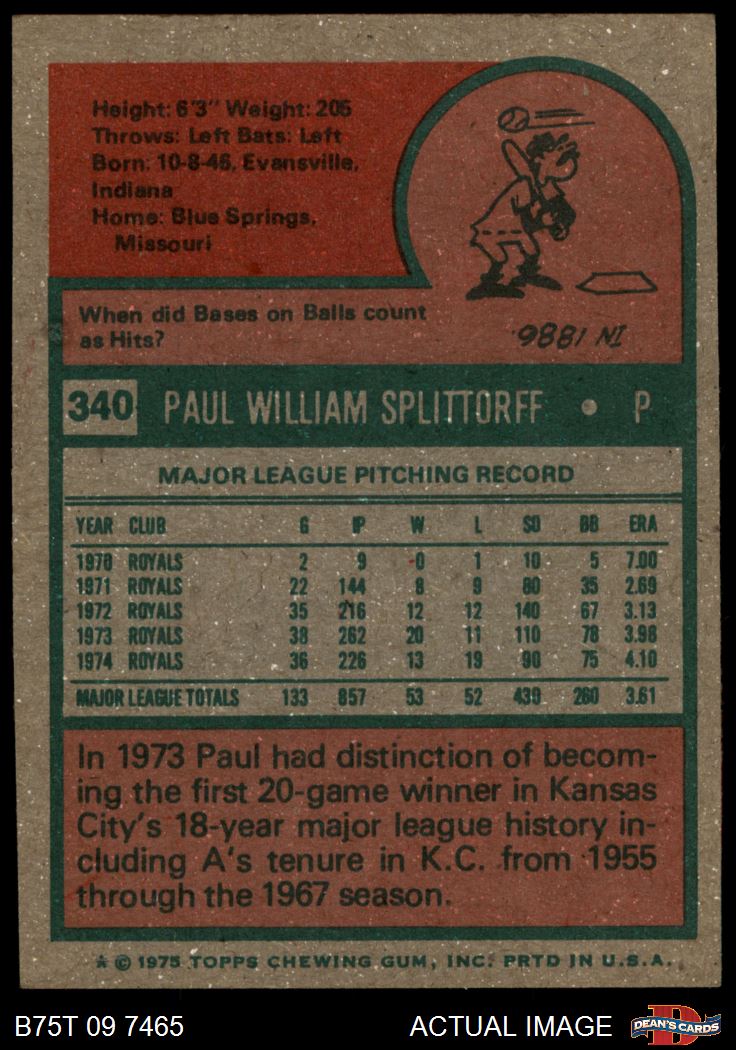 Height: 6'3" Weight: 205
Throws: Left Bats: Left
Born: 10-8-46, Evansville,
Indiana
Home: Blue Springs,
Missouri
When did Bases on Balls count
as Hits?
IN 1886.
340 PAUL WILLIAM SPLITTORFF • P
MAJOR LEAGUE PITCHING RECORD
YEAR CLUB G IP W L SO BB ERA
1970 ROYALS 2 9 0 1 10 5 7.00
1971 ROYALS 22 144 8 9 80 35 2.69
1972 ROYALS 35 216 12 12 140 67 3.13
1973 ROYALS 38 262 20 11 110 78 3.98
1974 ROYALS 36 226 13 19 90 75 4.10
MAJOR LEAGUE TOTALS 133 857 53 52 430 260 3.61
In 1973 Paul had distinction of becom-
ing the first 20-game winner in Kansas
City's 18-year major league history in-
cluding A's tenure in K.C. from 1955
through the 1967 season.
★ © 1975 TOPPS CHEWING GUM, INC. PRTD IN U.S.A.
B75T 09 7465 ACTUAL IMAGE DEAN'S CARDS